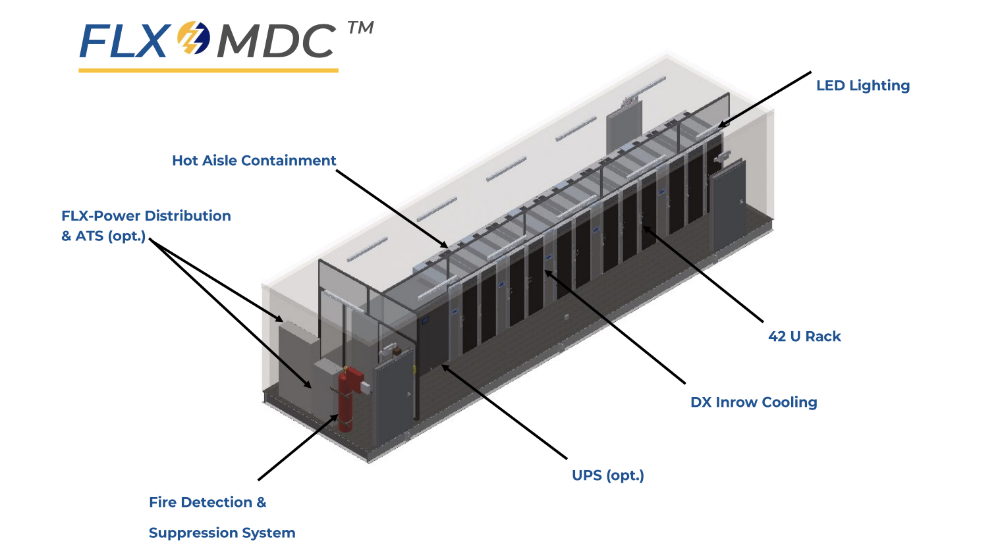 FLX MDC ™
LED Lighting
Hot Aisle Containment
FLX-Power Distribution
& ATS (opt.)
42 U Rack
DX Inrow Cooling
UPS (opt.)
Fire Detection &
Suppression System